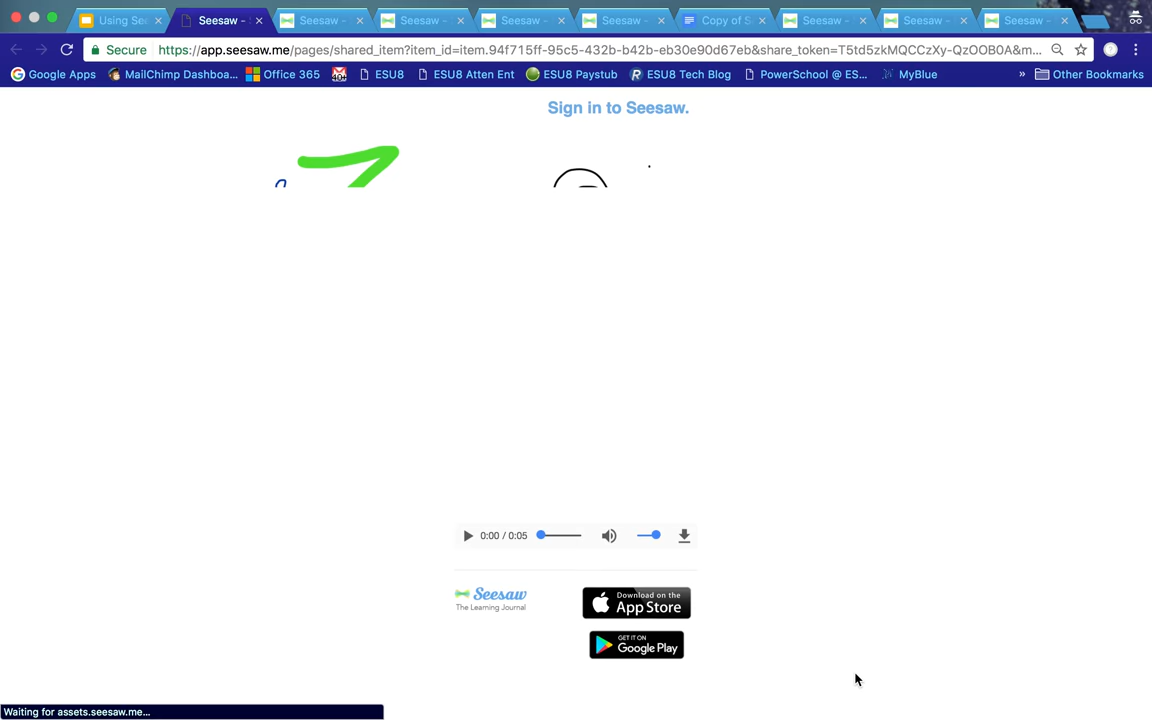 Using See
Seesaw -
Seesaw -
Seesaw -
Seesaw -
Seesaw -
Copy of S
Seesaw -
Seesaw -
Seesaw -
Secure https://app.seesaw.me/pages/shared_item?item_id=item.94f715ff-95c5-432b-b42b-eb30e90d67eb&share_token=T5td5zkMQCCzXy-QzOOB0A&m...
Google Apps MailChimp Dashboa... Office 365 40+ ESU8 ESU8 Atten Ent ESU8 Paystub ESU8 Tech Blog PowerSchool @ ES... MyBlue » Other Bookmarks
Sign in to Seesaw.
0:00 / 0:05
Seesaw
The Learning Journal
Download on the
App Store
GET IT ON
Google Play
Waiting for assets.seesaw.me...